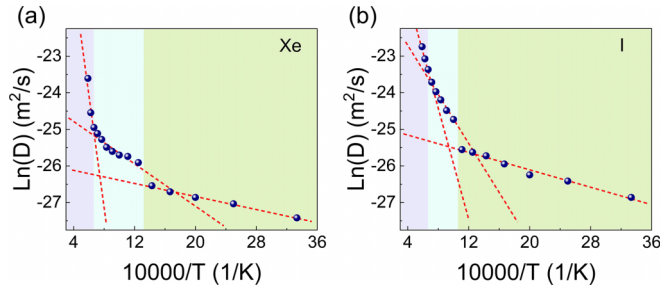 (a)
Xe
-23
-24
-25
-26
-27
Ln(D) (m²/s)
4 12 20 28 36
10000/T (1/K)
(b)
I
-23
-24
-25
-26
-27
Ln(D) (m²/s)
4 12 20 28 36
10000/T (1/K)